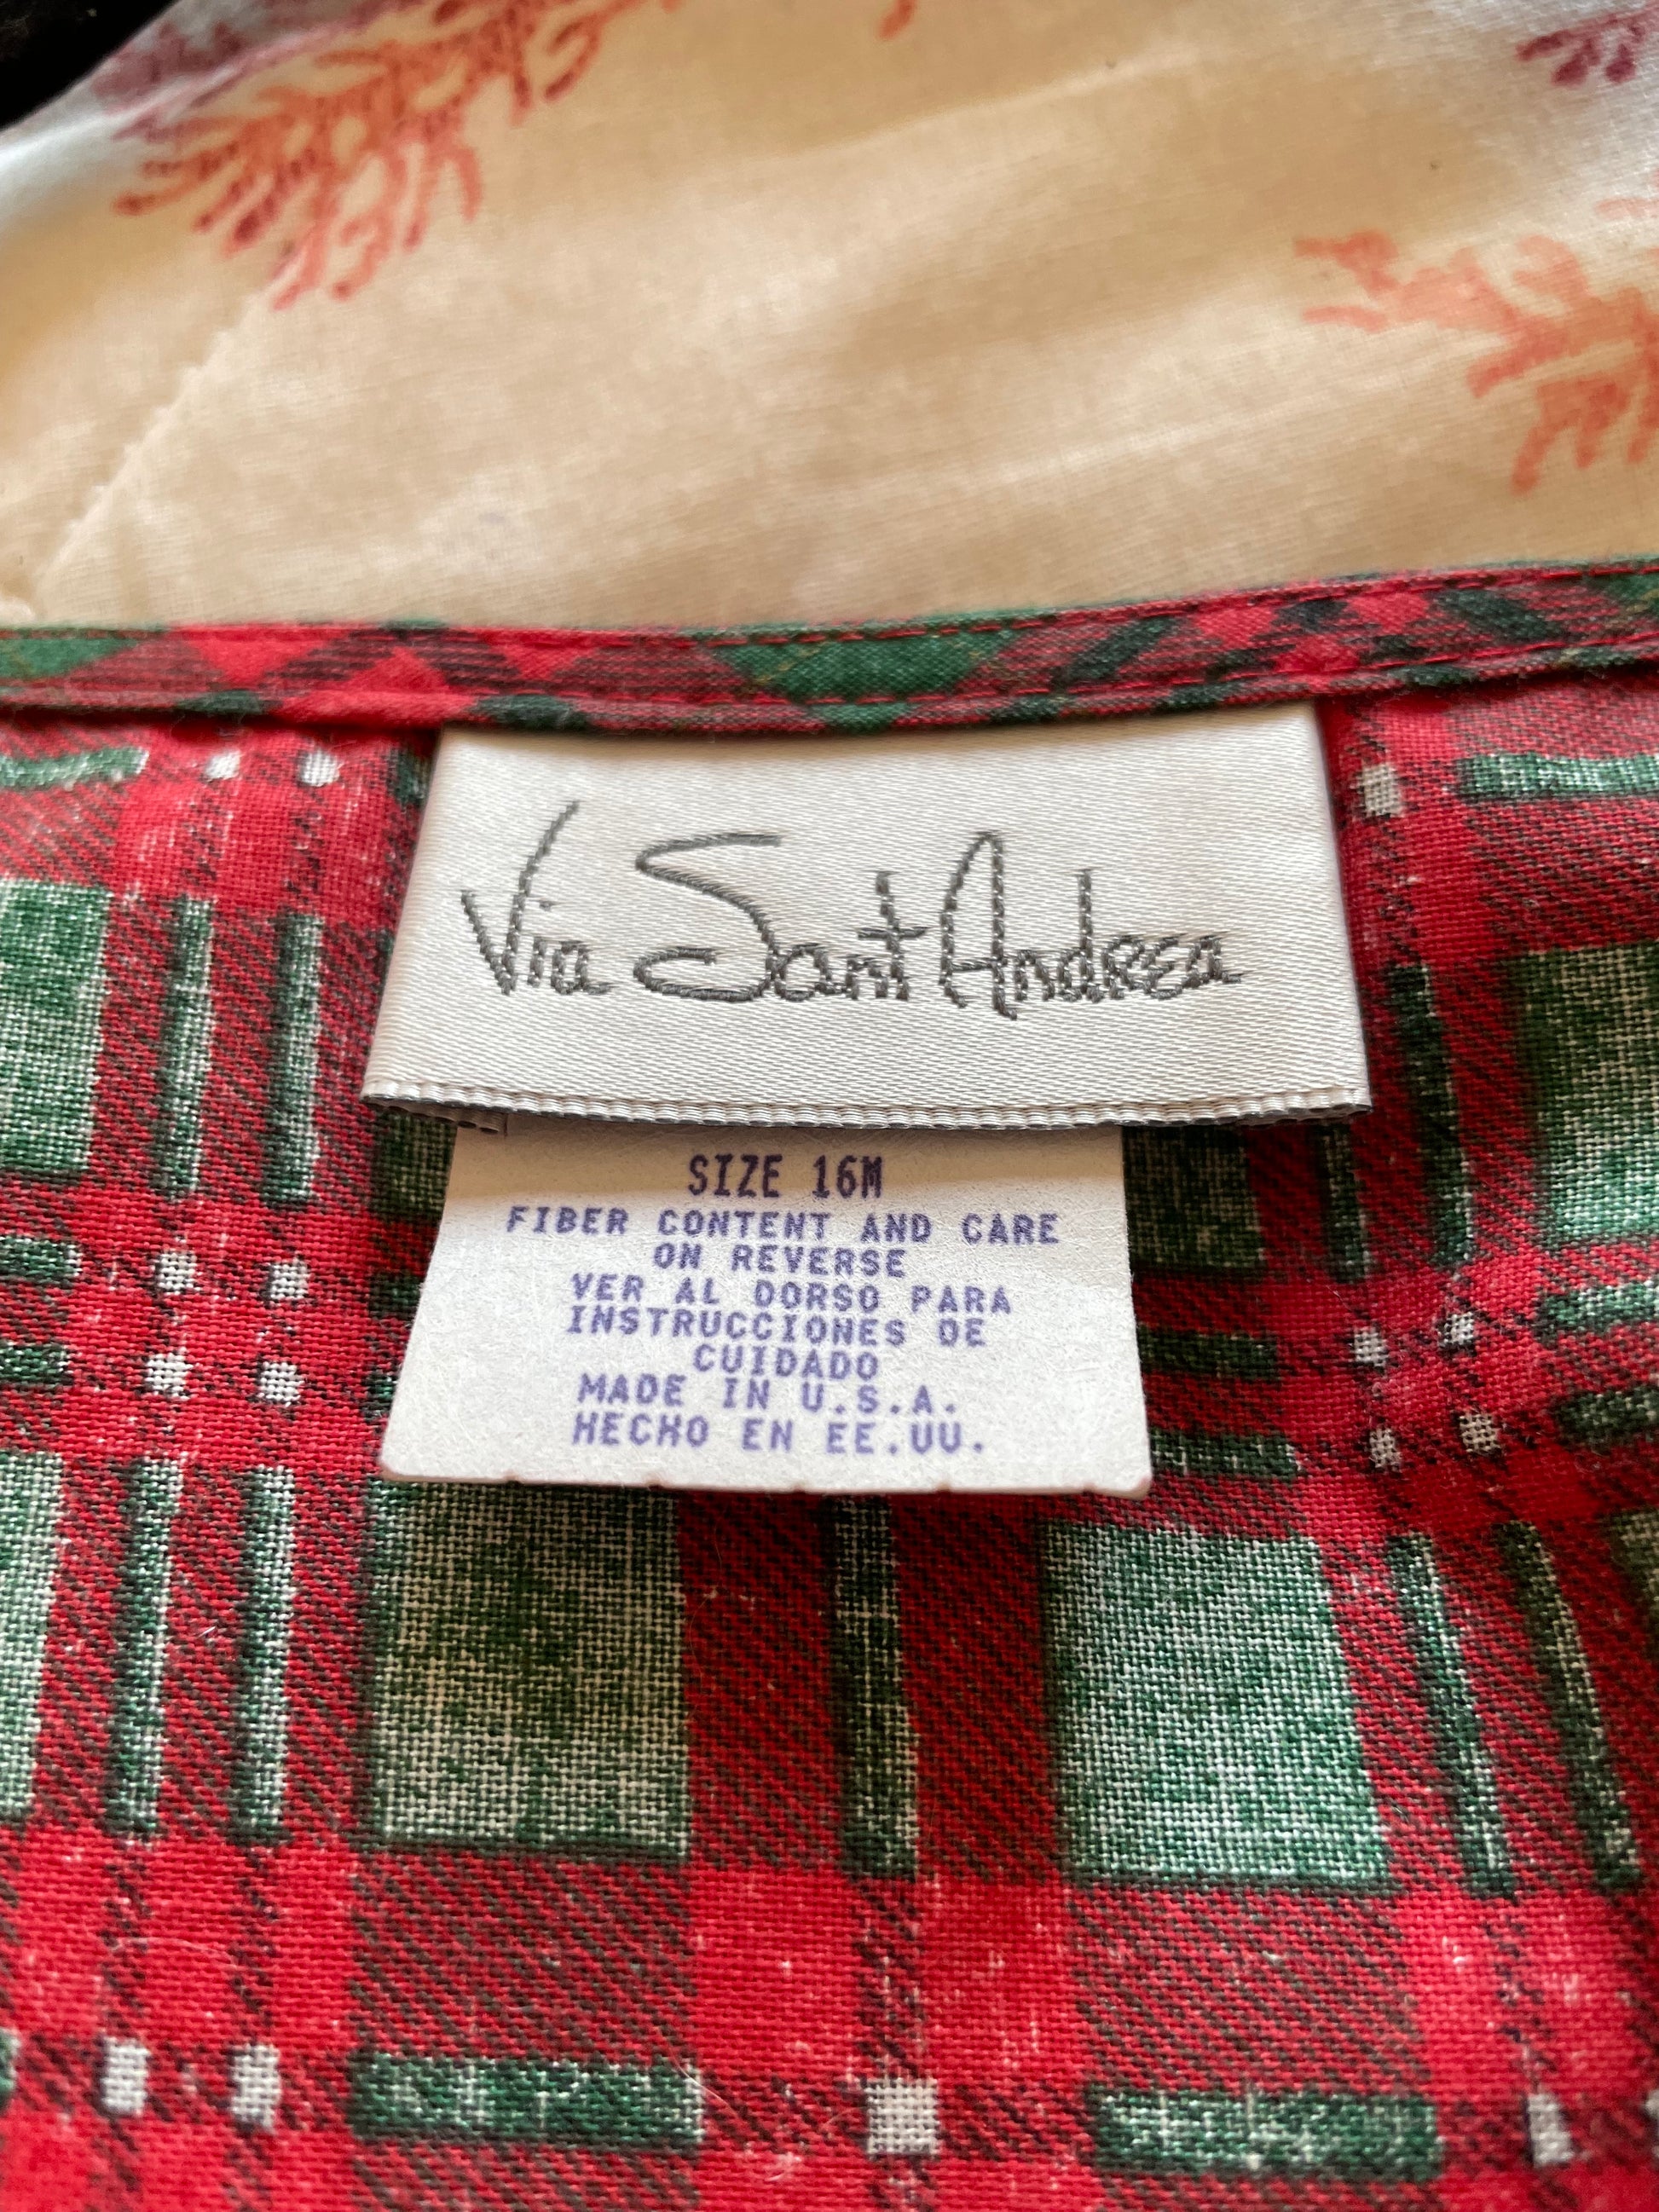 Via Sant Andrea
SIZE 16M
FIBER CONTENT AND CARE
ON REVERSE
VER AL DORSO PARA
INSTRUCCIONES DE
CUIDADO
MADE IN U.S.A.
HECHO EN EE.UU.